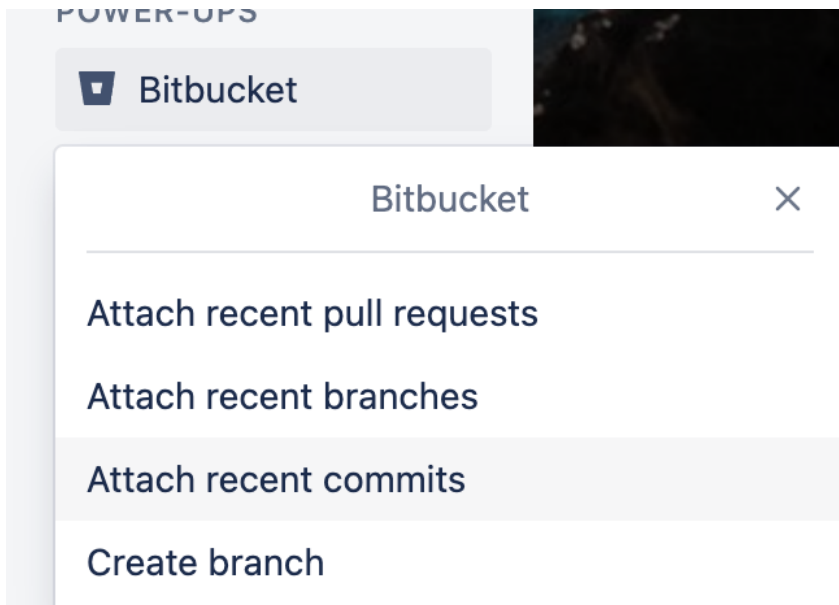 POWER-UPS
Bitbucket
Bitbucket
Attach recent pull requests
Attach recent branches
Attach recent commits
Create branch